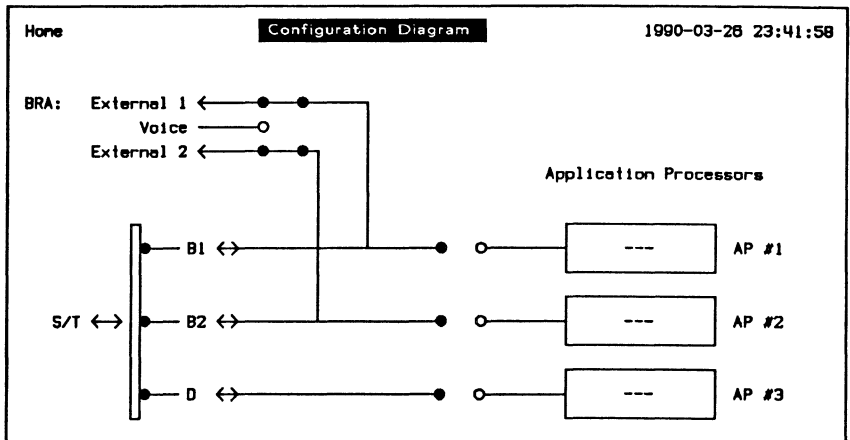 Home Configuration Diagram 1990-03-26 23:41:58
BRA: External 1
Voice
External 2
Application Processors
B1 --- AP #1
S/T B2 --- AP #2
D --- AP #3